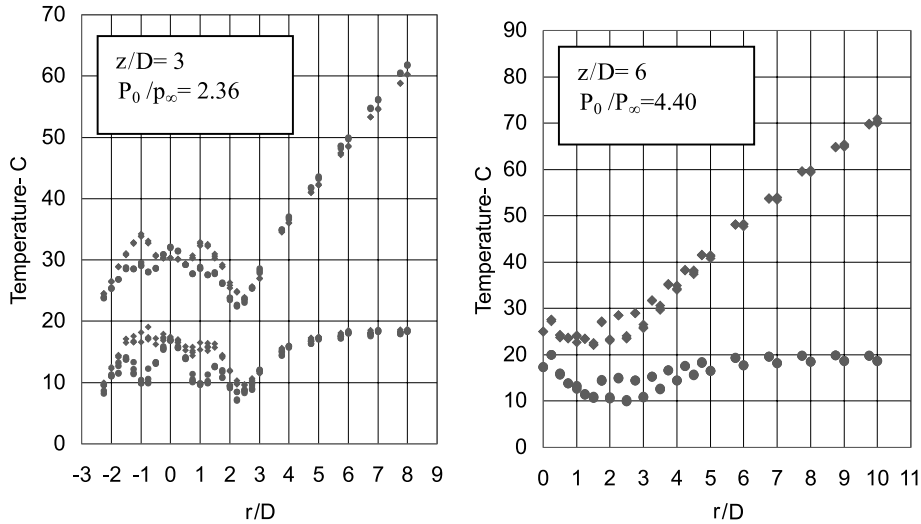 70
60
50
40
30
20
10
0
Temperature- C
z/D= 3
P₀ /p∞= 2.36
-3 -2 -1 0 1 2 3 4 5 6 7 8 9
r/D
90
80
70
60
50
40
30
20
10
0
Temperature- C
z/D= 6
P₀ /P∞=4.40
0 1 2 3 4 5 6 7 8 9 10 11
r/D